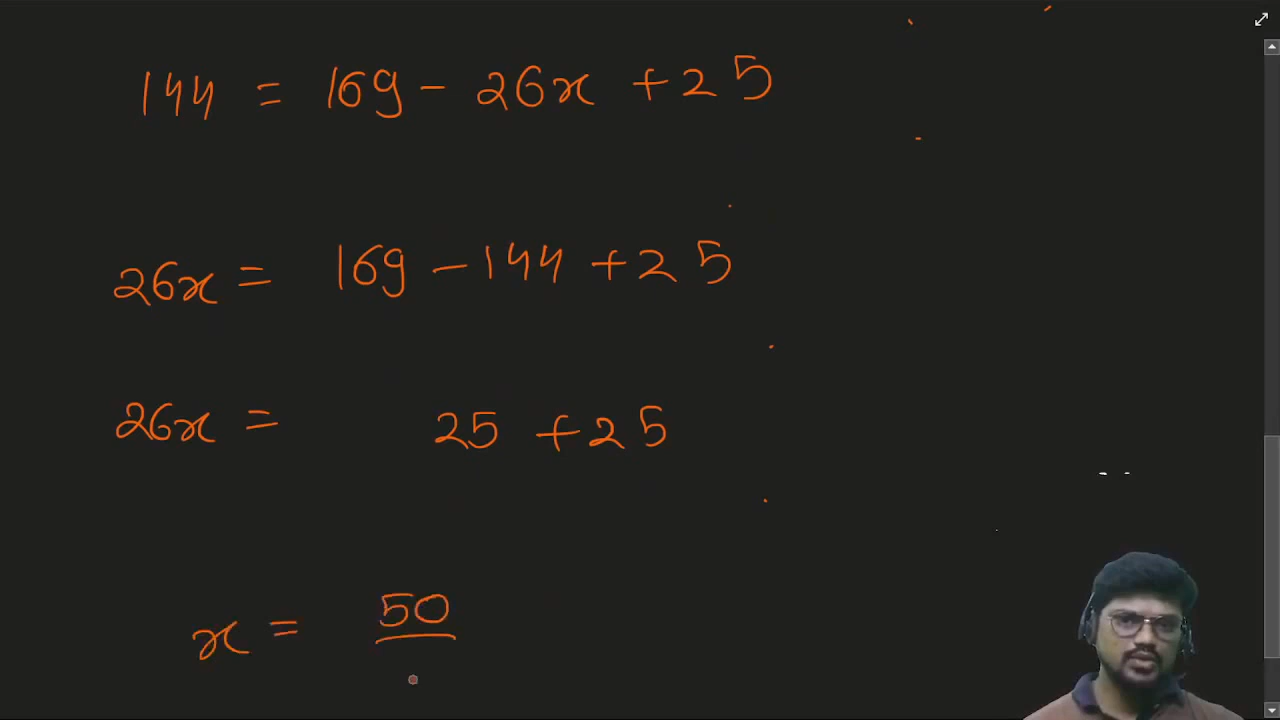 144 = 169 - 26x + 25
26x = 169 - 144 + 25
26x = 25 + 25
x = 50